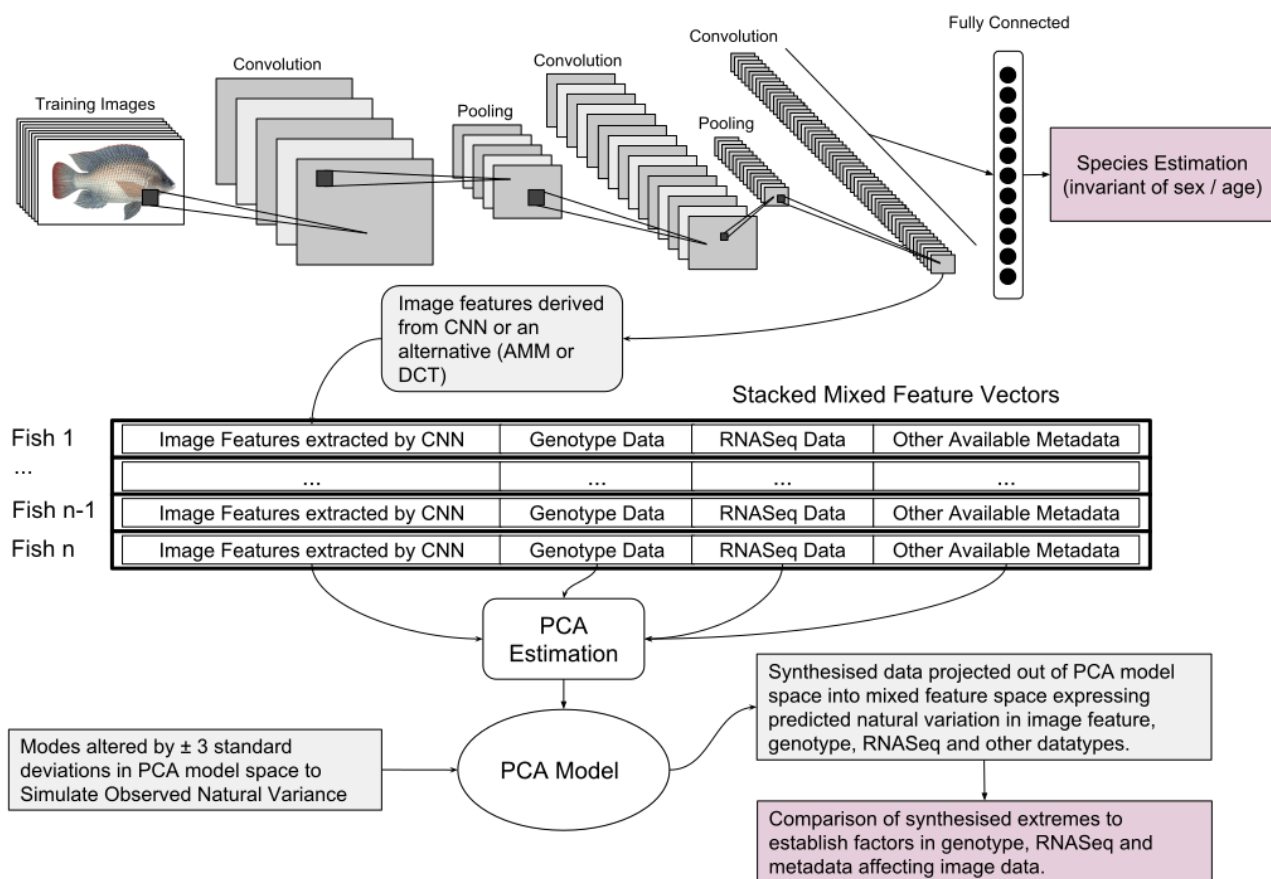 Fully Connected
Convolution
Convolution
Convolution
Training Images
Pooling
Pooling
Species Estimation
(invariant of sex / age)
Image features derived
from CNN or an
alternative (AMM or
DCT)
Stacked Mixed Feature Vectors
Fish 1 Image Features extracted by CNN Genotype Data RNASeq Data Other Available Metadata
... ... ... ... ...
Fish n-1 Image Features extracted by CNN Genotype Data RNASeq Data Other Available Metadata
Fish n Image Features extracted by CNN Genotype Data RNASeq Data Other Available Metadata
PCA
Estimation
Synthesised data projected out of PCA model
space into mixed feature space expressing
predicted natural variation in image feature,
genotype, RNASeq and other datatypes.
Modes altered by ± 3 standard
deviations in PCA model space to
Simulate Observed Natural Variance
PCA Model
Comparison of synthesised extremes to
establish factors in genotype, RNASeq and
metadata affecting image data.